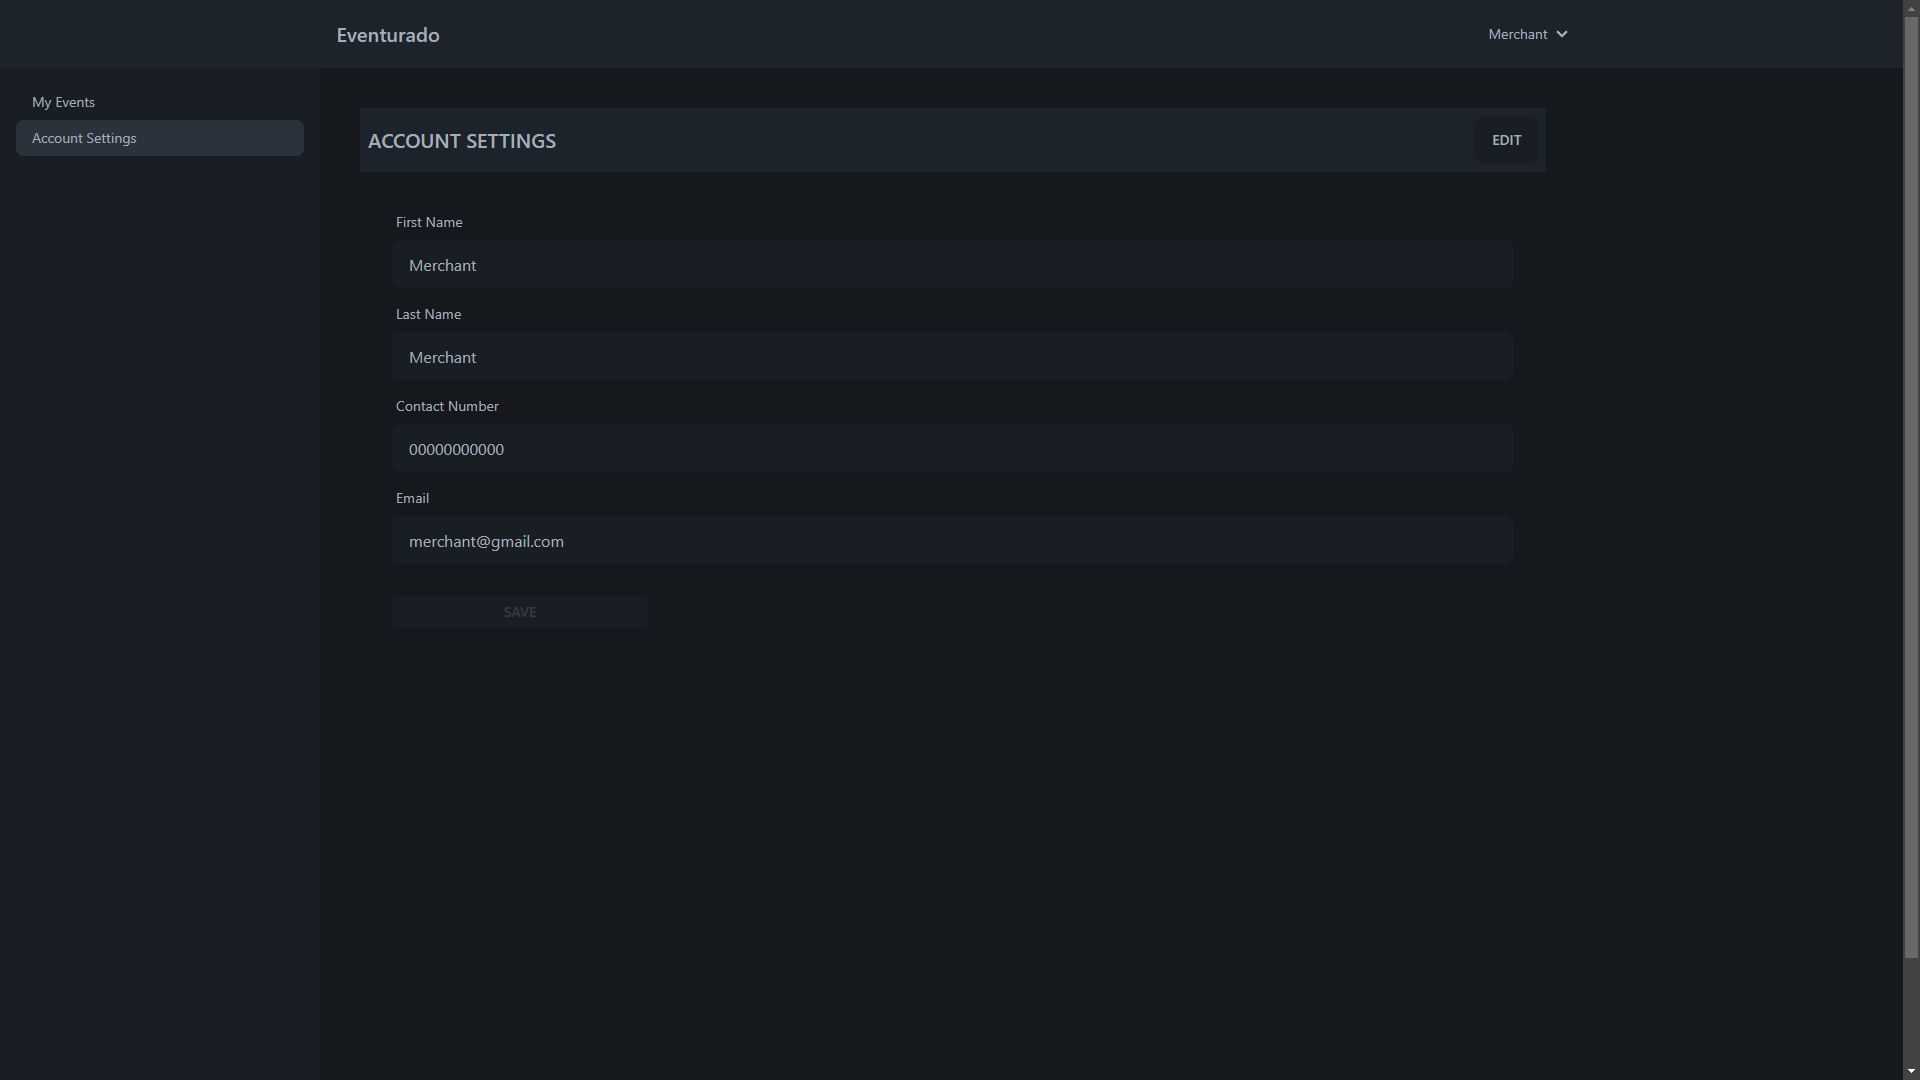 Eventurado
Merchant
My Events
Account Settings
ACCOUNT SETTINGS
EDIT
First Name
Merchant
Last Name
Merchant
Contact Number
00000000000
Email
merchant@gmail.com
SAVE